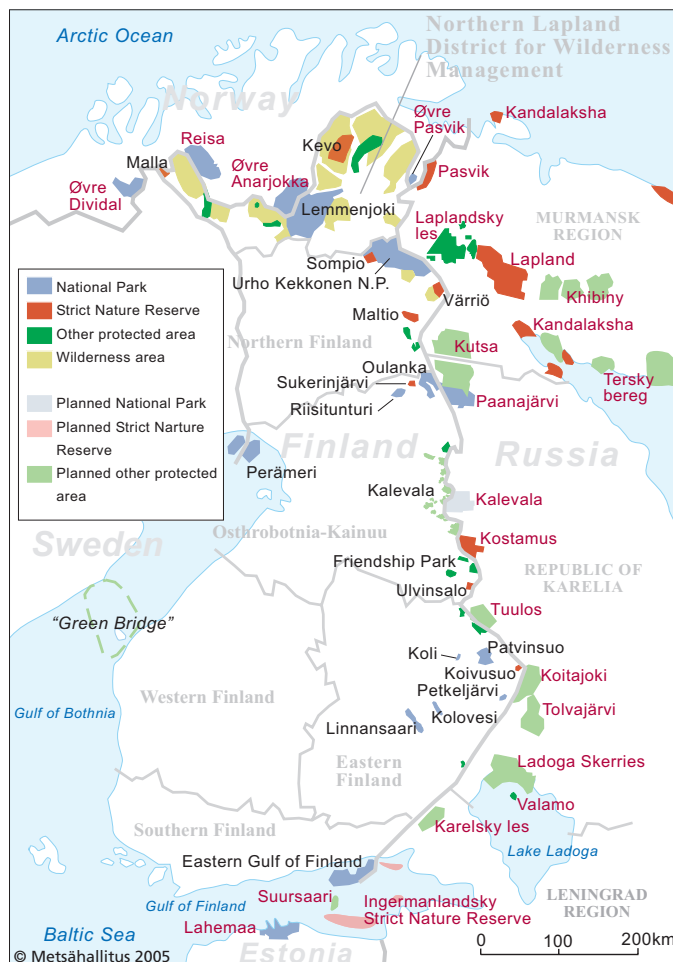 Arctic Ocean
Northern Lapland
District for Wilderness
Management
Norway
Øvre
Pasvik
Kandalaksha
Reisa
Malla
Kevo
Øvre
Anarjokka
Pasvik
Øvre
Dividal
Lemmenjoki
Laplandsky
les
MURMANSK
REGION
Lapland
Sompio
Urho Kekkonen N.P.
Khibiny
Värriö
Maltio
Kandalaksha
National Park
Strict Nature Reserve
Other protected area
Wilderness area
Planned National Park
Planned Strict Narture
Reserve
Planned other protected
area
Northern Finland
Kutsa
Oulanka
Sukerinjärvi
Riisitunturi
Tersky
bereg
Paanajärvi
Finland
Russia
Perämeri
Kalevala
Kalevala
Sweden
Osthrobotnia-Kainuu
Kostamus
Friendship Park
REPUBLIC OF
KARELIA
Ulvinsalo
Tuulos
"Green Bridge"
Koli
Patvinsuo
Koivusuo
Koitajoki
Petkeljärvi
Western Finland
Tolvajärvi
Gulf of Bothnia
Kolovesi
Linnansaari
Eastern
Finland
Ladoga Skerries
Valamo
Southern Finland
Karelsky les
Lake Ladoga
Eastern Gulf of Finland
Suursaari
Ingermanlandsky
Strict Nature Reserve
LENINGRAD
REGION
Gulf of Finland
Lahemaa
Baltic Sea
Estonia
0 100 200km
© Metsähallitus 2005